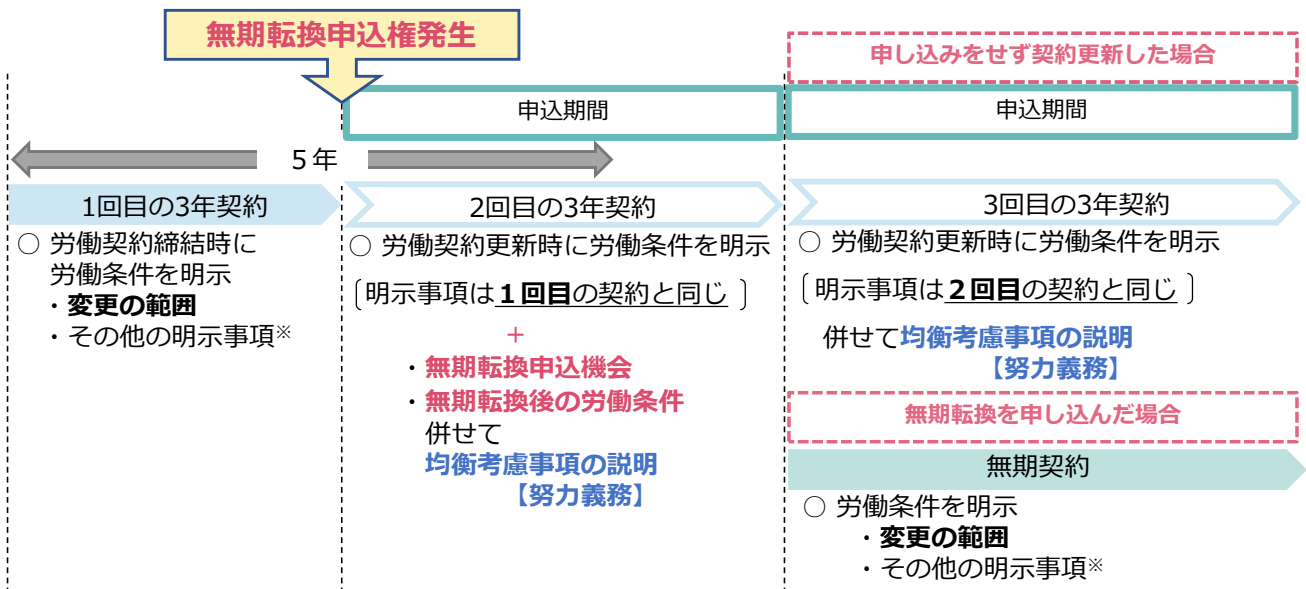 無期転換申込権発生
申し込みをせず契約更新した場合
申込期間
申込期間
5年
1回目の3年契約
○ 労働契約締結時に
労働条件を明示
・変更の範囲
・その他の明示事項※
2回目の3年契約
○ 労働契約更新時に労働条件を明示
〔明示事項は1回目の契約と同じ 〕
+
・無期転換申込機会
・無期転換後の労働条件
併せて
均衡考慮事項の説明
【努力義務】
3回目の3年契約
○ 労働契約更新時に労働条件を明示
〔明示事項は2回目の契約と同じ 〕
併せて均衡考慮事項の説明
【努力義務】
無期転換を申し込んだ場合
無期契約
○ 労働条件を明示
・変更の範囲
・その他の明示事項※